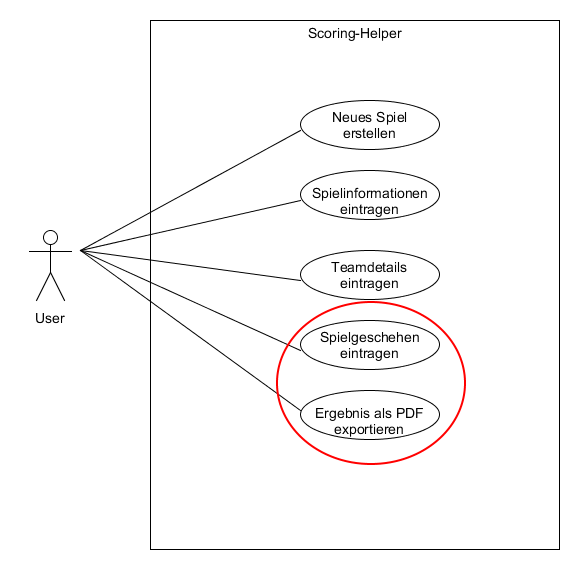 Scoring-Helper
Neues Spiel
erstellen
Spielinformationen
eintragen
Teamdetails
eintragen
User
Spielgeschehen
eintragen
Ergebnis als PDF
exportieren